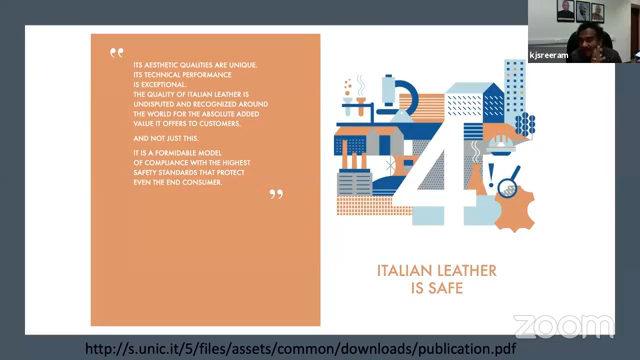 “
ITS AESTHETIC QUALITIES ARE UNIQUE.
ITS TECHNICAL PERFORMANCE
IS EXCEPTIONAL.
THE QUALITY OF ITALIAN LEATHER IS
UNDISPUTED AND RECOGNIZED AROUND
THE WORLD FOR THE ABSOLUTE ADDED
VALUE IT OFFERS TO CUSTOMERS.
AND NOT JUST THIS.
IT IS A FORMIDABLE MODEL
OF COMPLIANCE WITH THE HIGHEST
SAFETY STANDARDS THAT PROTECT
EVEN THE END CONSUMER.
”
4
!
ITALIAN LEATHER
IS SAFE
kjsreeram
zoom
http://s.unic.it/5/files/assets/common/downloads/publication.pdf